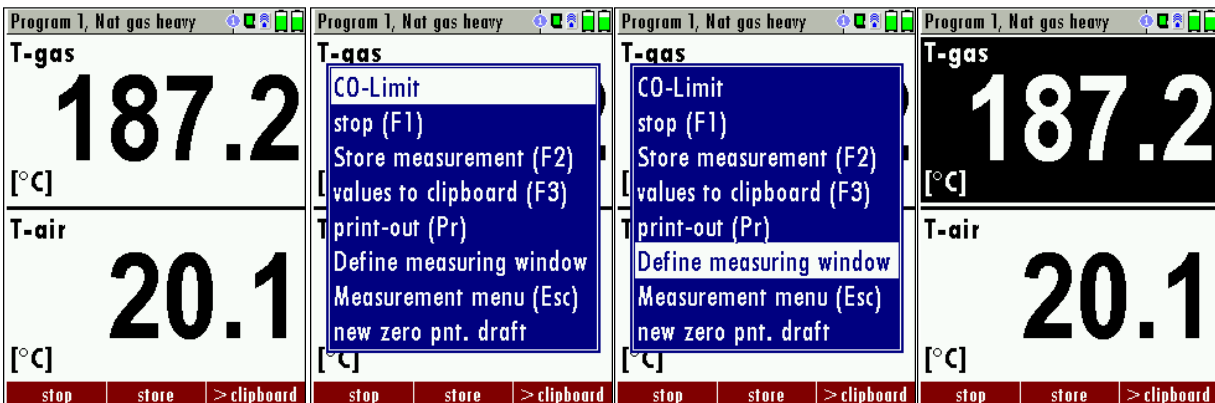 Program 1, Nat gas heavy
T-gas
187.2
[°C]
T-air
20.1
[°C]
stop store >clipboard
Program 1, Nat gas heavy
T-gas
CO-Limit
stop (F1)
Store measurement (F2)
values to clipboard (F3)
print-out (Pr)
Define measuring window
Measurement menu (Esc)
new zero pnt. draft
stop store >clipboard
Program 1, Nat gas heavy
T-gas
CO-Limit
stop (F1)
Store measurement (F2)
values to clipboard (F3)
print-out (Pr)
Define measuring window
Measurement menu (Esc)
new zero pnt. draft
stop store >clipboard
Program 1, Nat gas heavy
T-gas
187.2
[°C]
T-air
20.1
[°C]
stop store >clipboard